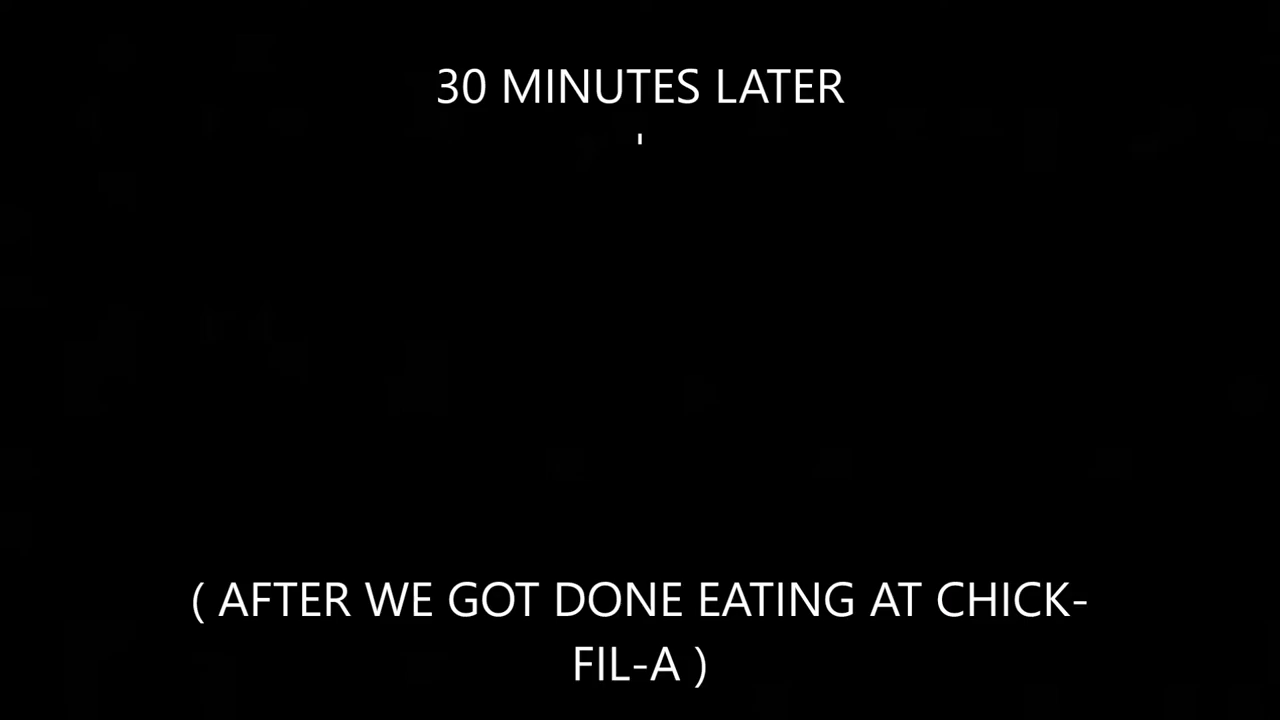 30 MINUTES LATER
'
( AFTER WE GOT DONE EATING AT CHICK-
FIL-A )